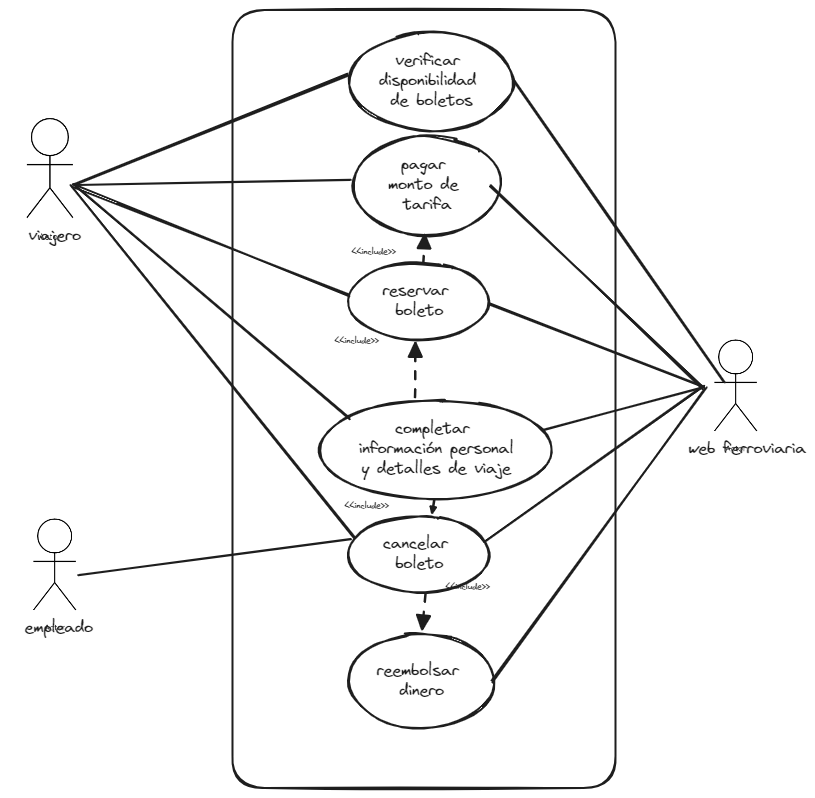 verificar
disponibilidad
de boletos
pagar
monto de
tarifa
viajero
<<include>>
reservar
boleto
<<include>>
completar
información personal
y detalles de viaje
web ferroviaria
<<include>>
cancelar
boleto
<<include>>
empleado
reembolsar
dinero